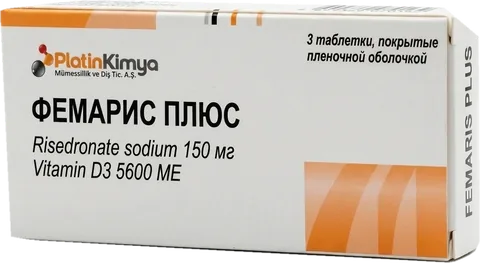 PlatinKimya
Mümessillik ve Dış Tic. A.Ş.
3 таблетки, покрытые
пленочной оболочкой
ФЕМАРИС ПЛЮС
Risedronate sodium 150 мг
Vitamin D3 5600 ME
FEMARIS PLUS